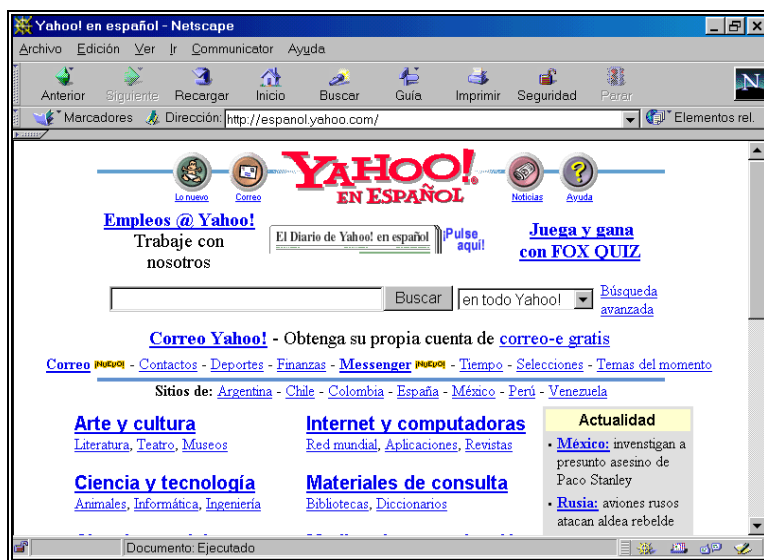 Yahoo! en español - Netscape
Archivo Edición Ver Ir Communicator Ayuda
Anterior Siguiente Recargar Inicio Buscar Guía Imprimir Seguridad Parar
N
Marcadores Dirección: http://espanol.yahoo.com/ Elementos rel.
YAHOO!
EN ESPAÑOL
Lo nuevo Correo Noticias Ayuda
Empleos @ Yahoo!
Trabaje con
nosotros
El Diario de Yahoo! en español ¡Pulse
aquí!
Juega y gana
con FOX QUIZ
Buscar en todo Yahoo! Búsqueda
avanzada
Correo Yahoo! - Obtenga su propia cuenta de correo-e gratis
Correo ¡NUEVO! - Contactos - Deportes - Finanzas - Messenger ¡NUEVO! - Tiempo - Selecciones - Temas del momento
Sitios de: Argentina - Chile - Colombia - España - México - Perú - Venezuela
Arte y cultura
Literatura, Teatro, Museos
Internet y computadoras
Red mundial, Aplicaciones, Revistas
Ciencia y tecnología
Animales, Informática, Ingeniería
Materiales de consulta
Bibliotecas, Diccionarios
Actualidad
• México: invenstigan a
presunto asesino de
Paco Stanley
• Rusia: aviones rusos
atacan aldea rebelde
Documento: Ejecutado